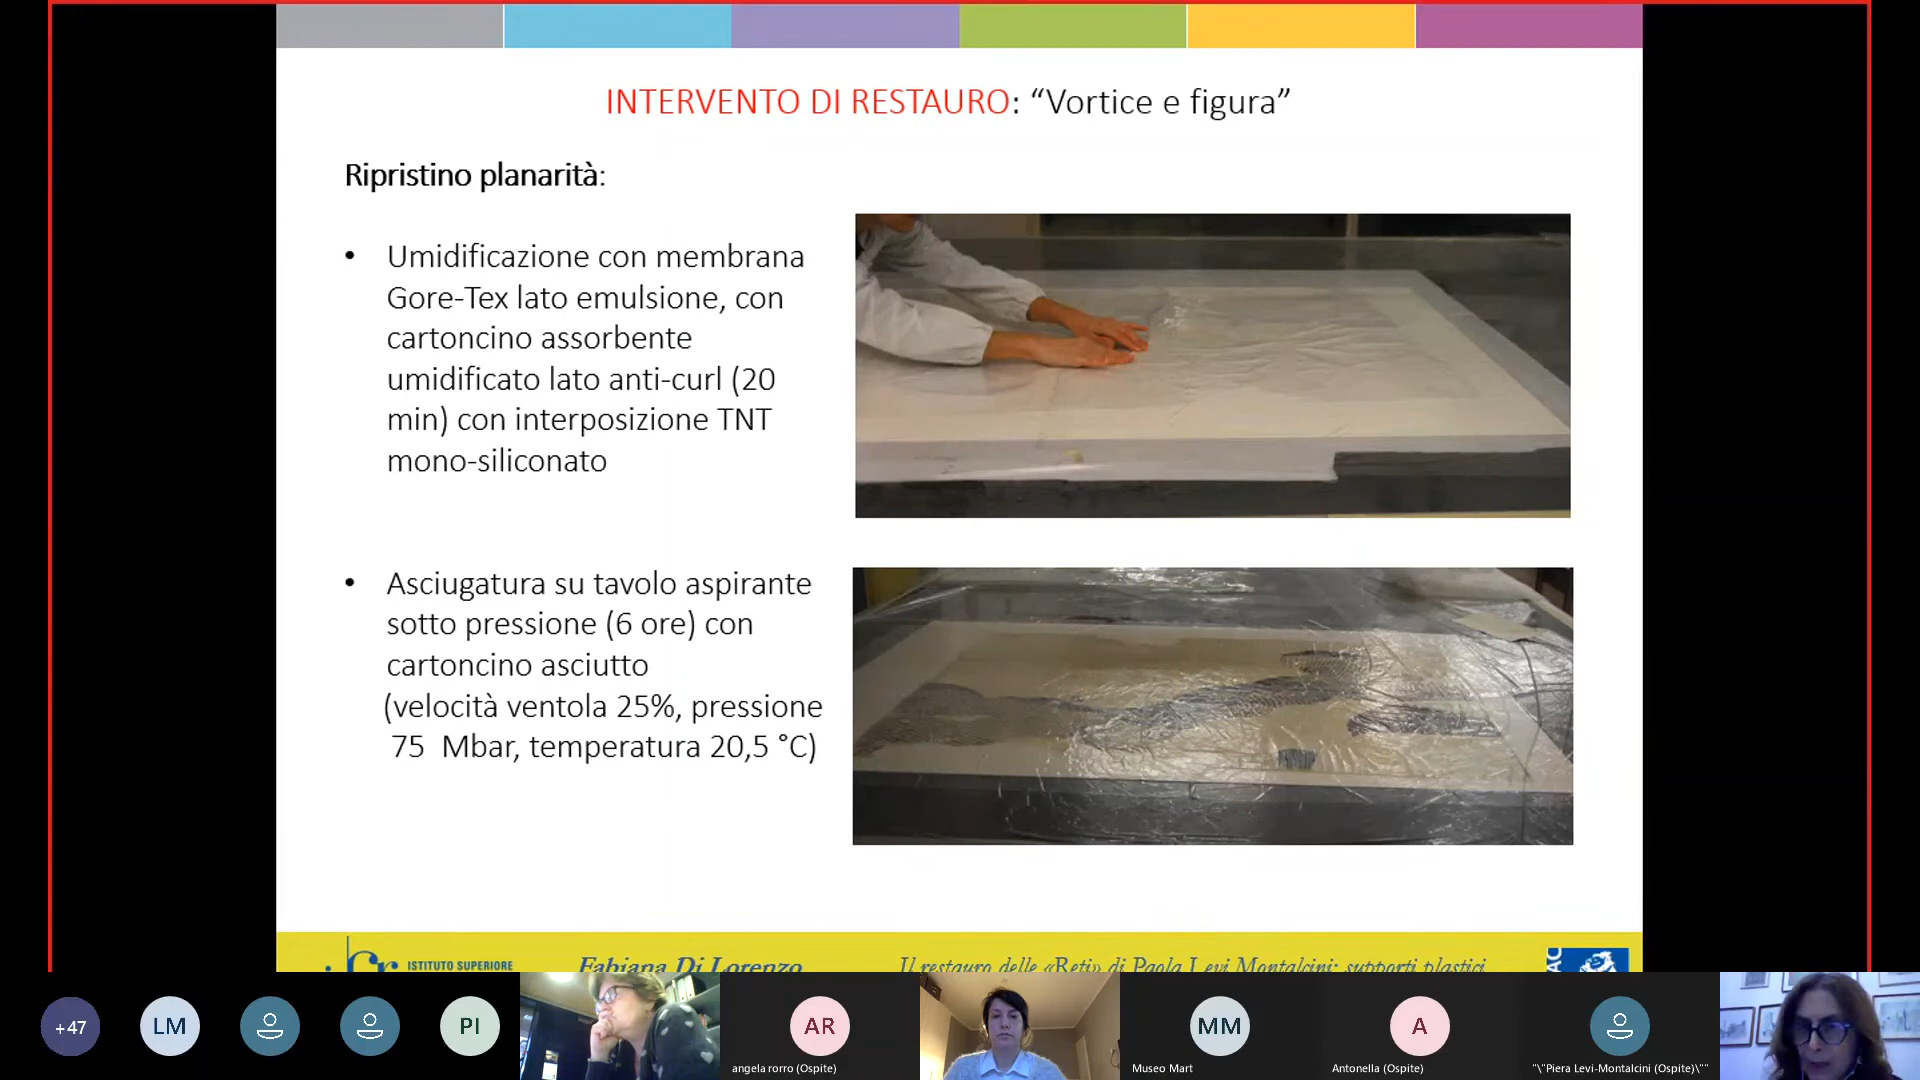 INTERVENTO DI RESTAURO: “Vortice e figura”
Ripristino planarità:
• Umidificazione con membrana
Gore-Tex lato emulsione, con
cartoncino assorbente
umidificato lato anti-curl (20
min) con interposizione TNT
mono-siliconato
• Asciugatura su tavolo aspirante
sotto pressione (6 ore) con
cartoncino asciutto
(velocità ventola 25%, pressione
75 Mbar, temperatura 20,5 °C)
ISTITUTO SUPERIORE
Fabiana Di Lorenzo
Il restauro delle «Reti» di Paola Levi Montalcini: supporti plastici
+47
LM
PI
AR
angela rorro (Ospite)
MM
Museo Mart
A
Antonella (Ospite)
"\"Piera Levi-Montalcini (Ospite)\""